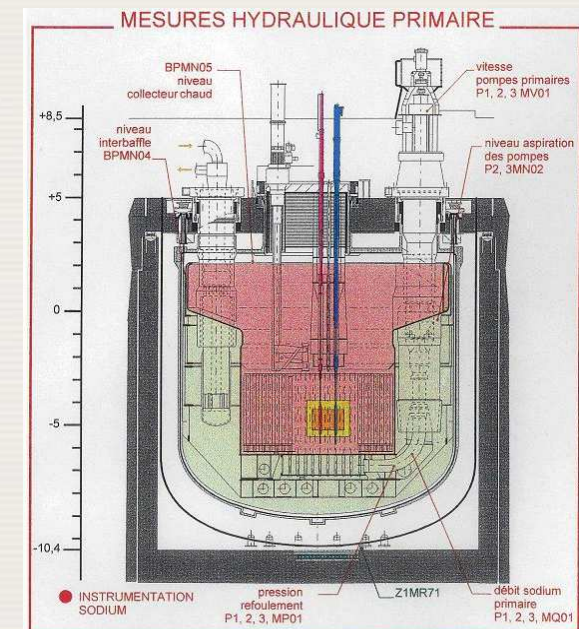 MESURES HYDRAULIQUE PRIMAIRE
BPMN05
niveau
collecteur chaud
vitesse
pompes primaires
P1, 2, 3 MV01
+8,5
niveau
interbaffle
BPMN04
niveau aspiration
des pompes
P2, 3MN02
+5
0
-5
-10,4
INSTRUMENTATION
SODIUM
pression
refoulement
P1, 2, 3, MP01
Z1MR71
débit sodium
primaire
P1, 2, 3, MQ01